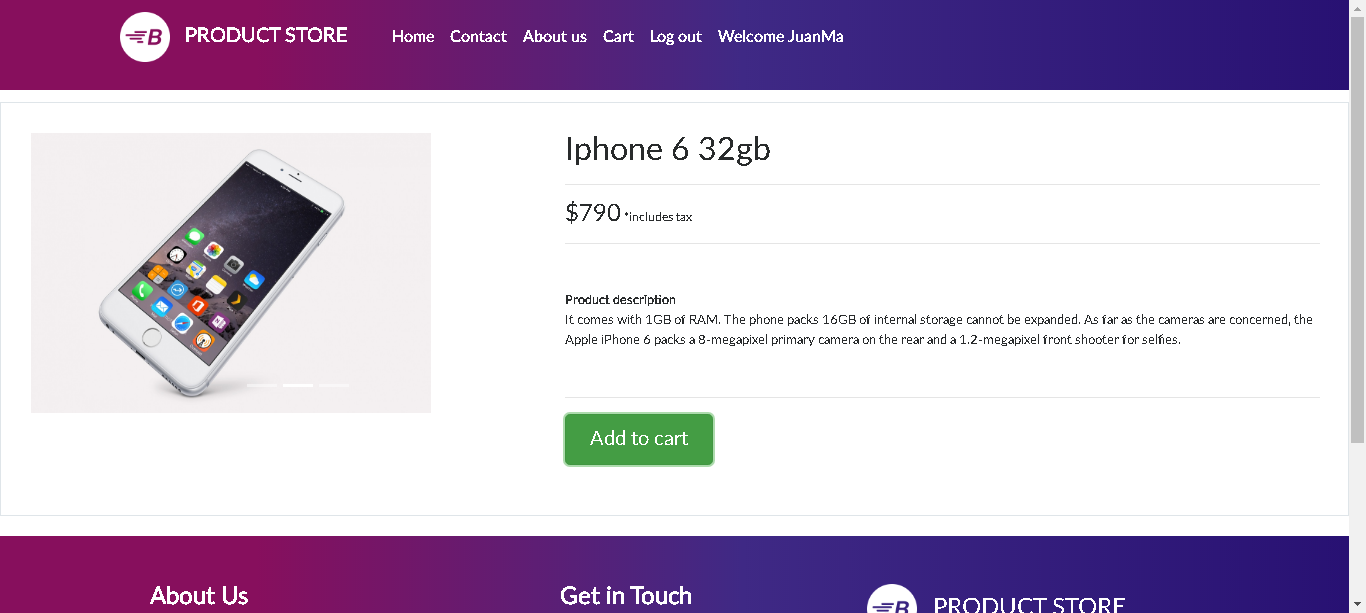 B PRODUCT STORE Home Contact About us Cart Log out Welcome JuanMa
Iphone 6 32gb
$790 *includes tax
Product description
It comes with 1GB of RAM. The phone packs 16GB of internal storage cannot be expanded. As far as the cameras are concerned, the
Apple iPhone 6 packs a 8-megapixel primary camera on the rear and a 1.2-megapixel front shooter for selfies.
Add to cart
About Us Get in Touch B PRODUCT STORE